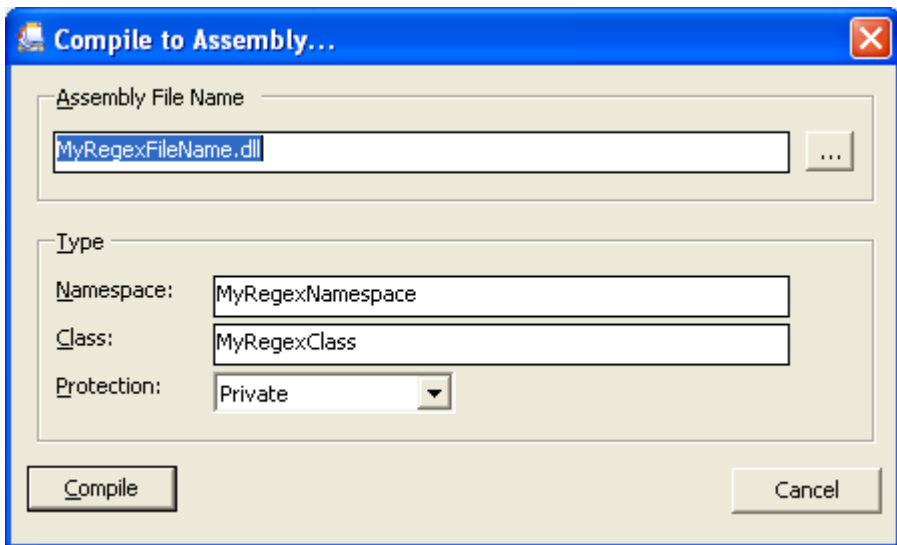 Compile to Assembly...
Assembly File Name
MyRegexFileName.dll
...
Type
Namespace: MyRegexNamespace
Class: MyRegexClass
Protection: Private
Compile Cancel